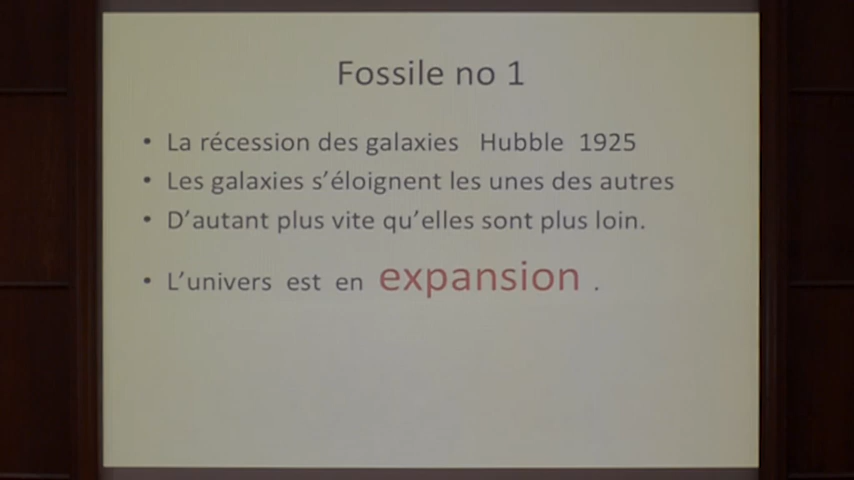 Fossile no 1
• La récession des galaxies Hubble 1925
• Les galaxies s'éloignent les unes des autres
• D'autant plus vite qu'elles sont plus loin.
• L'univers est en expansion .